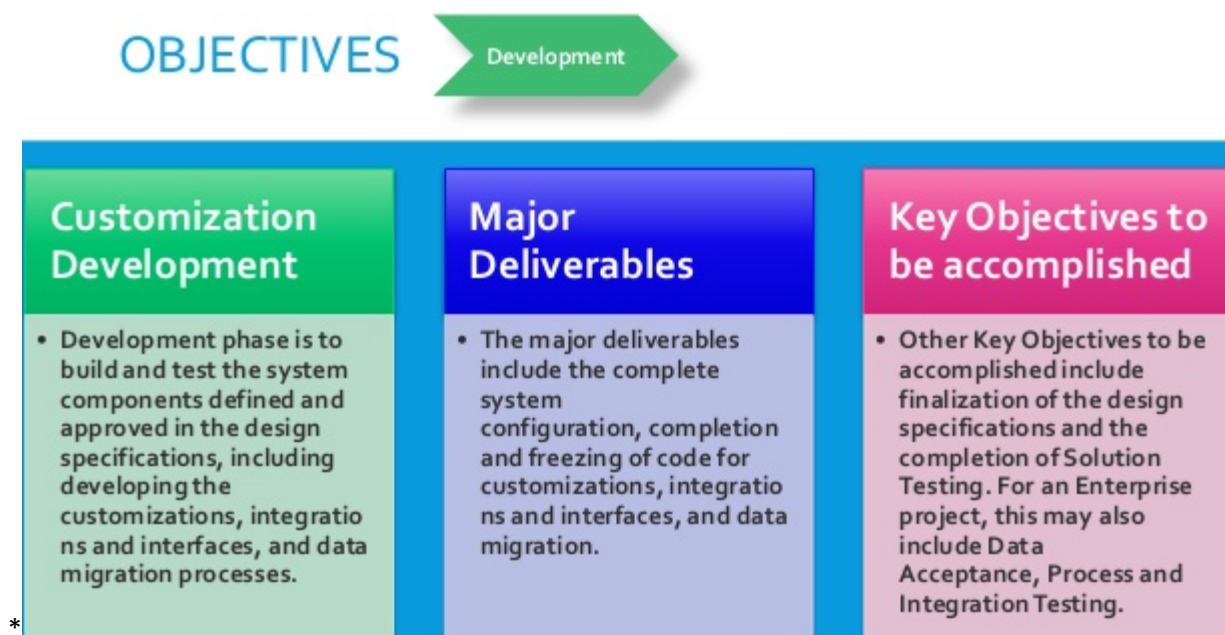 OBJECTIVES
Development
Customization
Development
• Development phase is to
build and test the system
components defined and
approved in the design
specifications, including
developing the
customizations, integratio
ns and interfaces, and data
migration processes.
Major
Deliverables
• The major deliverables
include the complete
system
configuration, completion
and freezing of code for
customizations, integratio
ns and interfaces, and data
migration.
Key Objectives to
be accomplished
• Other Key Objectives to be
accomplished include
finalization of the design
specifications and the
completion of Solution
Testing. For an Enterprise
project, this may also
include Data
Acceptance, Process and
Integration Testing.
*